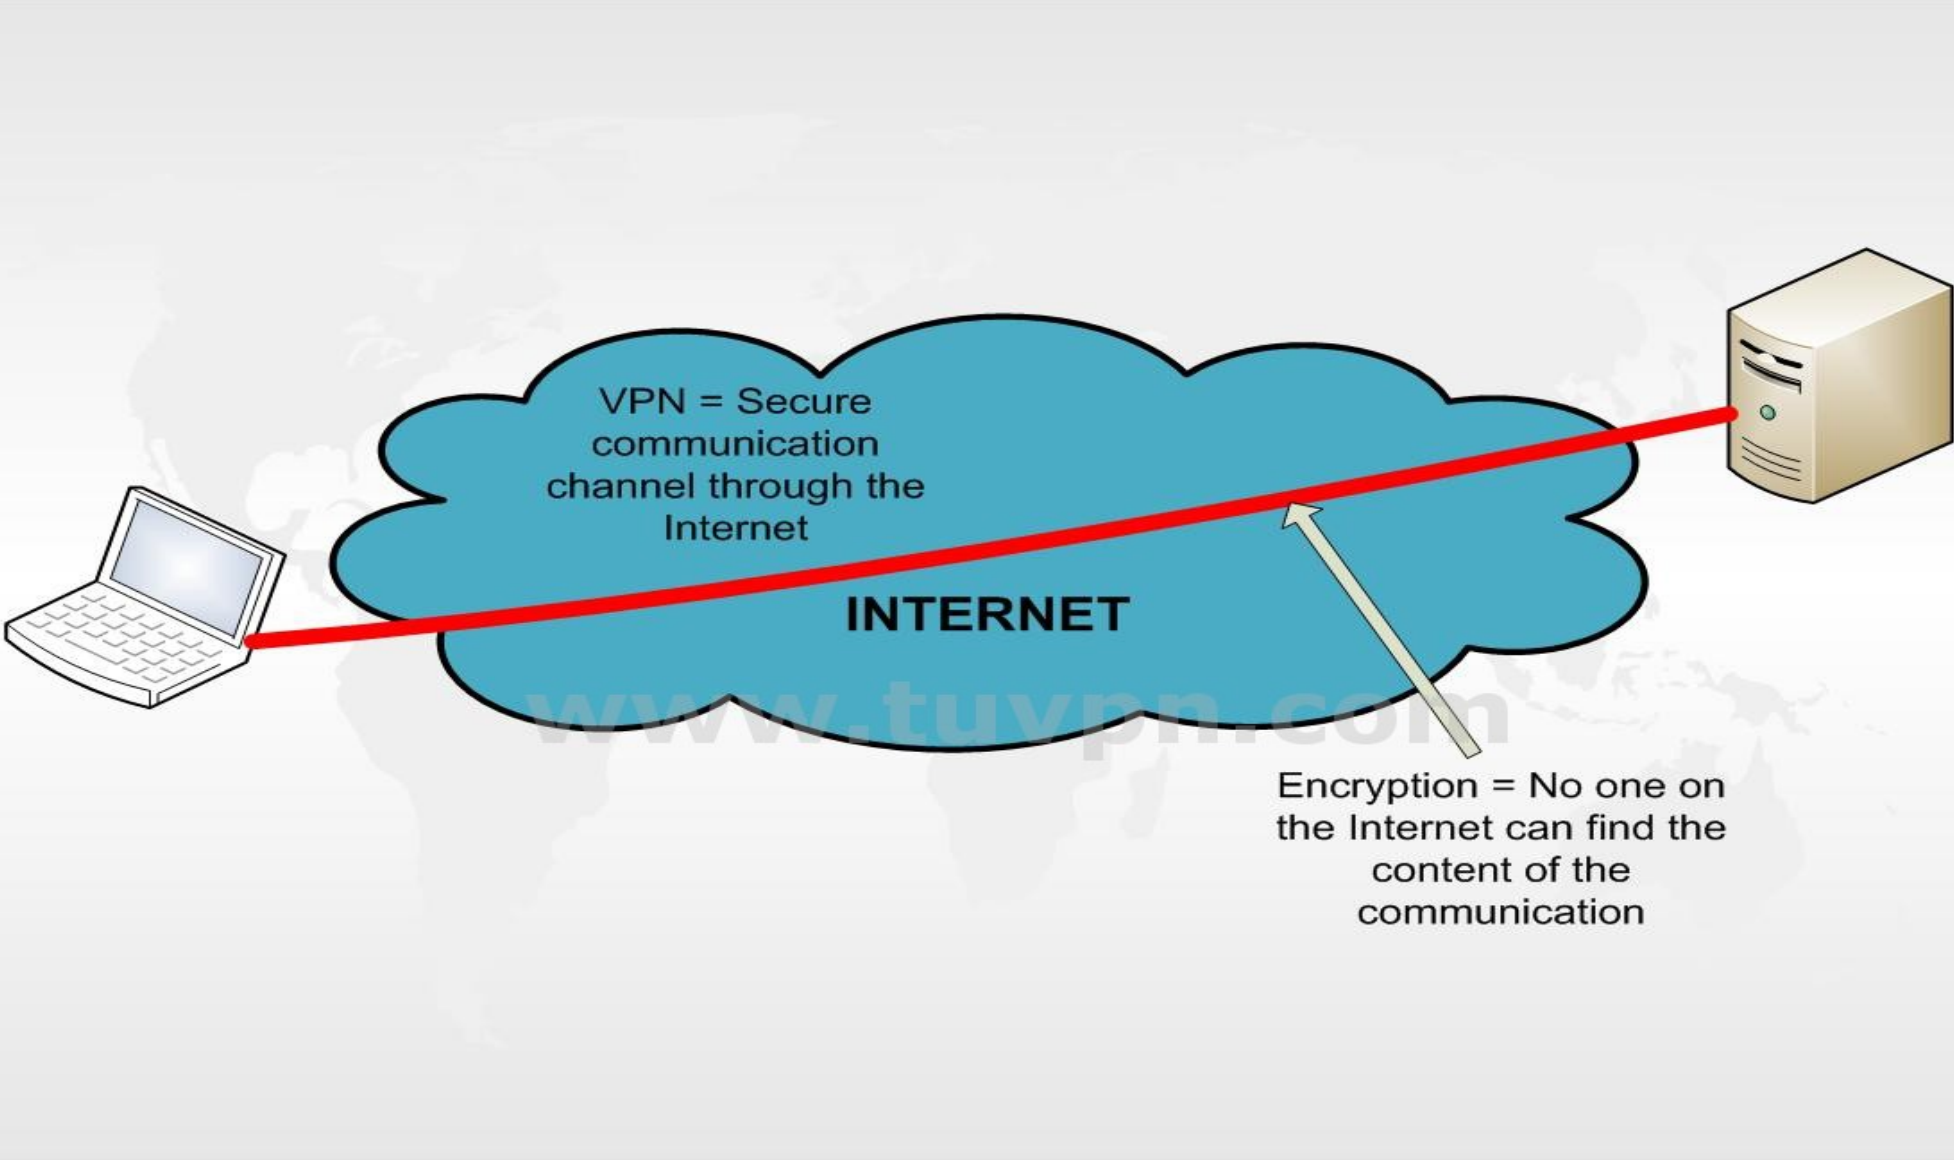 VPN = Secure
communication
channel through the
Internet
INTERNET
www.tuvpn.com
Encryption = No one on
the Internet can find the
content of the
communication